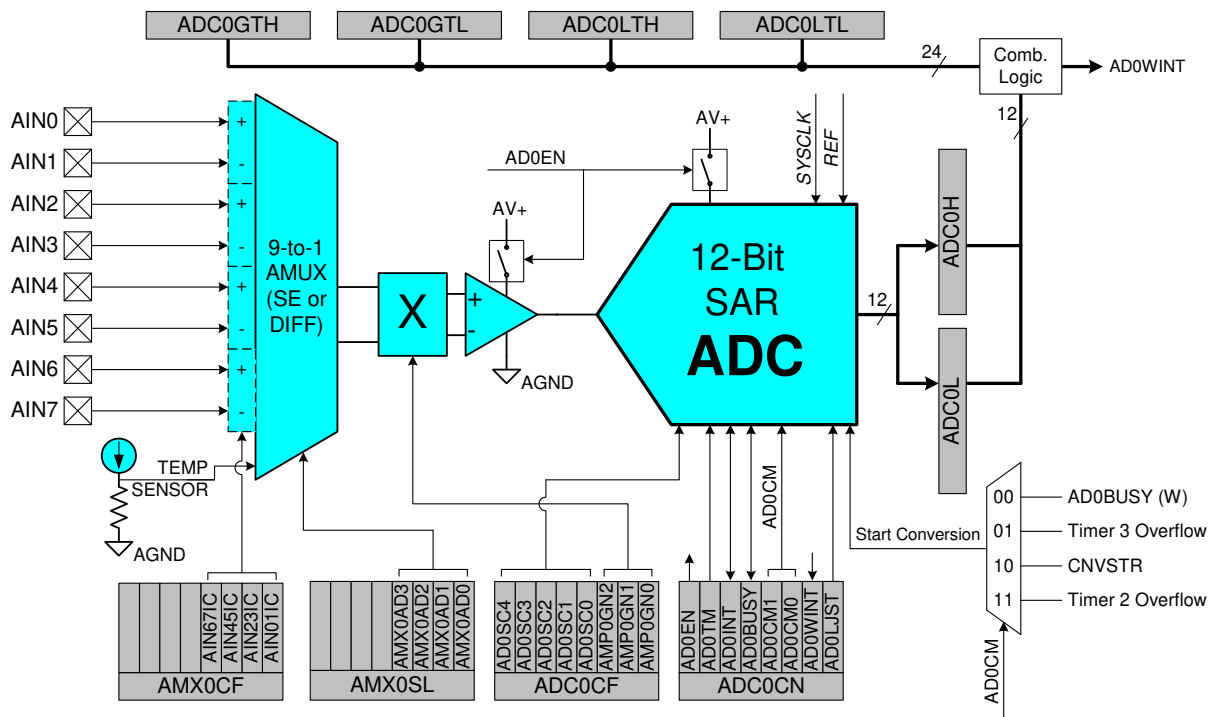 ADC0GTH
ADC0GTL
ADC0LTH
ADC0LTL
24
Comb.
Logic
AD0WINT
12
AIN0
AIN1
AIN2
AIN3
AIN4
AIN5
AIN6
AIN7
+
-
+
-
+
-
+
-
9-to-1
AMUX
(SE or
DIFF)
X
+
-
AV+
AGND
AD0EN
AV+
SYSCLK
REF
12-Bit
SAR
ADC
12
ADC0H
ADC0L
TEMP
SENSOR
AGND
AD0CM
Start Conversion
00
01
10
11
AD0BUSY (W)
Timer 3 Overflow
CNVSTR
Timer 2 Overflow
AD0CM
AIN67IC
AIN45IC
AIN23IC
AIN01IC
AMX0CF
AMX0AD3
AMX0AD2
AMX0AD1
AMX0AD0
AMX0SL
AD0SC4
AD0SC3
AD0SC2
AD0SC1
AD0SC0
AMP0GN2
AMP0GN1
AMP0GN0
ADC0CF
AD0EN
AD0TM
AD0INT
AD0BUSY
AD0CM1
AD0CM0
AD0WINT
AD0LJST
ADC0CN